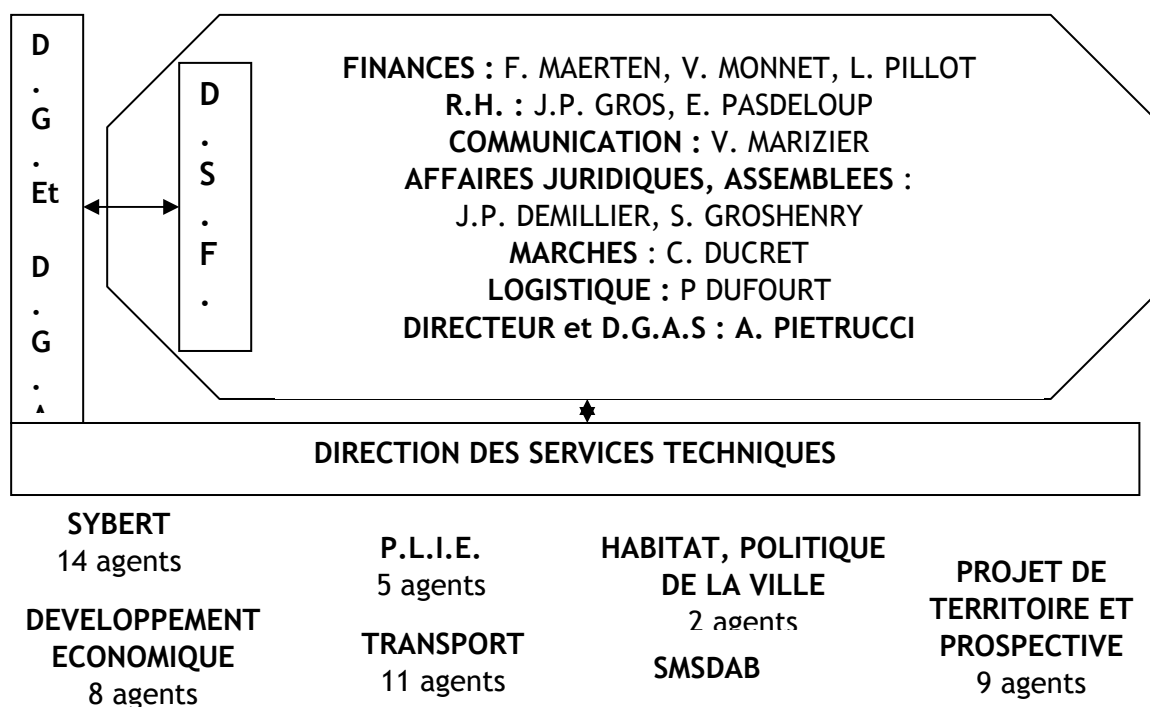 D
.
G
.
Et
D
.
G
.
A
D
.
S
.
F
.
FINANCES : F. MAERTEN, V. MONNET, L. PILLOT
R.H. : J.P. GROS, E. PASDELOUP
COMMUNICATION : V. MARIZIER
AFFAIRES JURIDIQUES, ASSEMBLEES :
J.P. DEMILLIER, S. GROSHENRY
MARCHES : C. DUCRET
LOGISTIQUE : P DUFOURT
DIRECTEUR et D.G.A.S : A. PIETRUCCI
DIRECTION DES SERVICES TECHNIQUES
SYBERT
14 agents
DEVELOPPEMENT
ECONOMIQUE
8 agents
P.L.I.E.
5 agents
TRANSPORT
11 agents
HABITAT, POLITIQUE
DE LA VILLE
2 agents
SMSDAB
PROJET DE
TERRITOIRE ET
PROSPECTIVE
9 agents